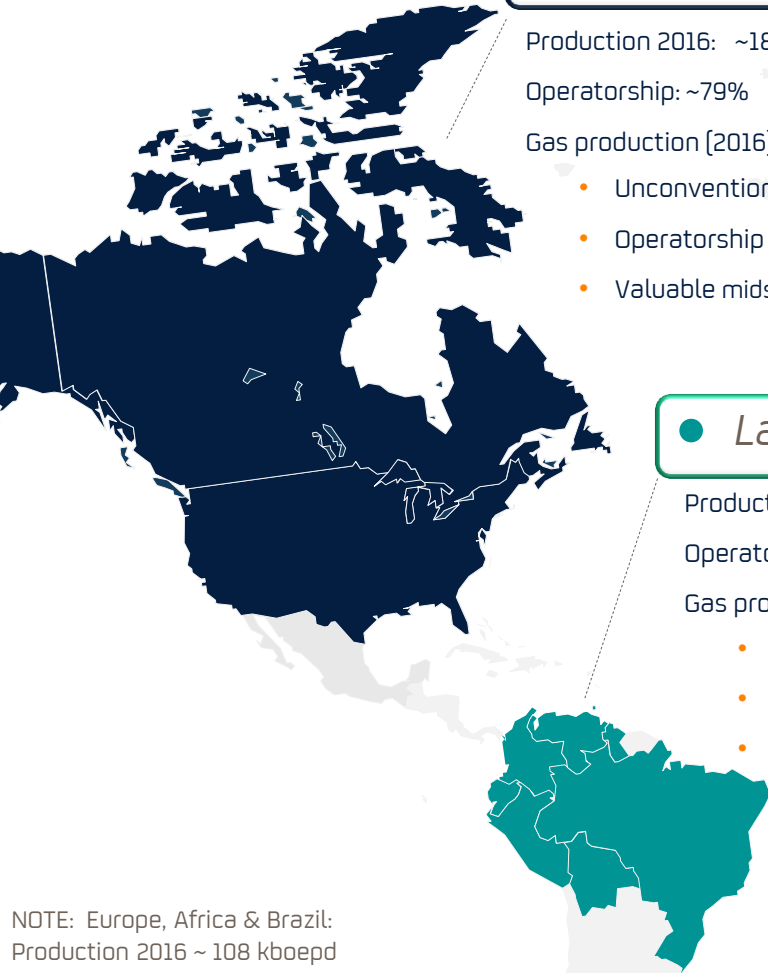 Production 2016: ~18
Operatorship: ~79%
Gas production (2016)
• Unconvention
• Operatorship
• Valuable mids
La
Product
Operato
Gas pro
•
•
•
NOTE: Europe, Africa & Brazil:
Production 2016 ~ 108 kboepd